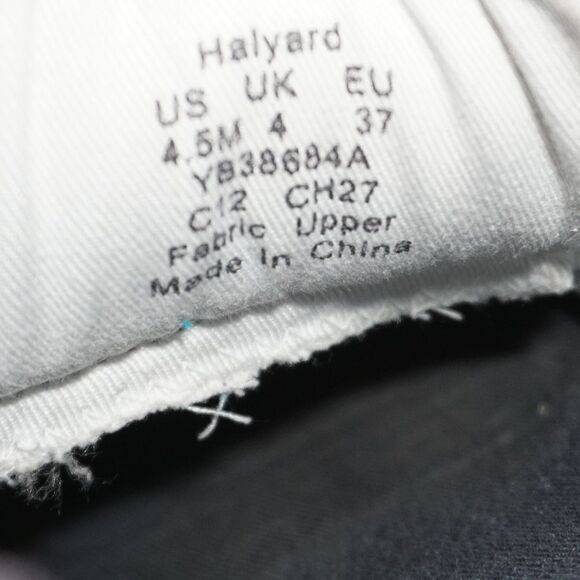 Halyard
US UK EU
4.5M 4 37
YB38684A
C12 CH27
Fabric Upper
Made In China